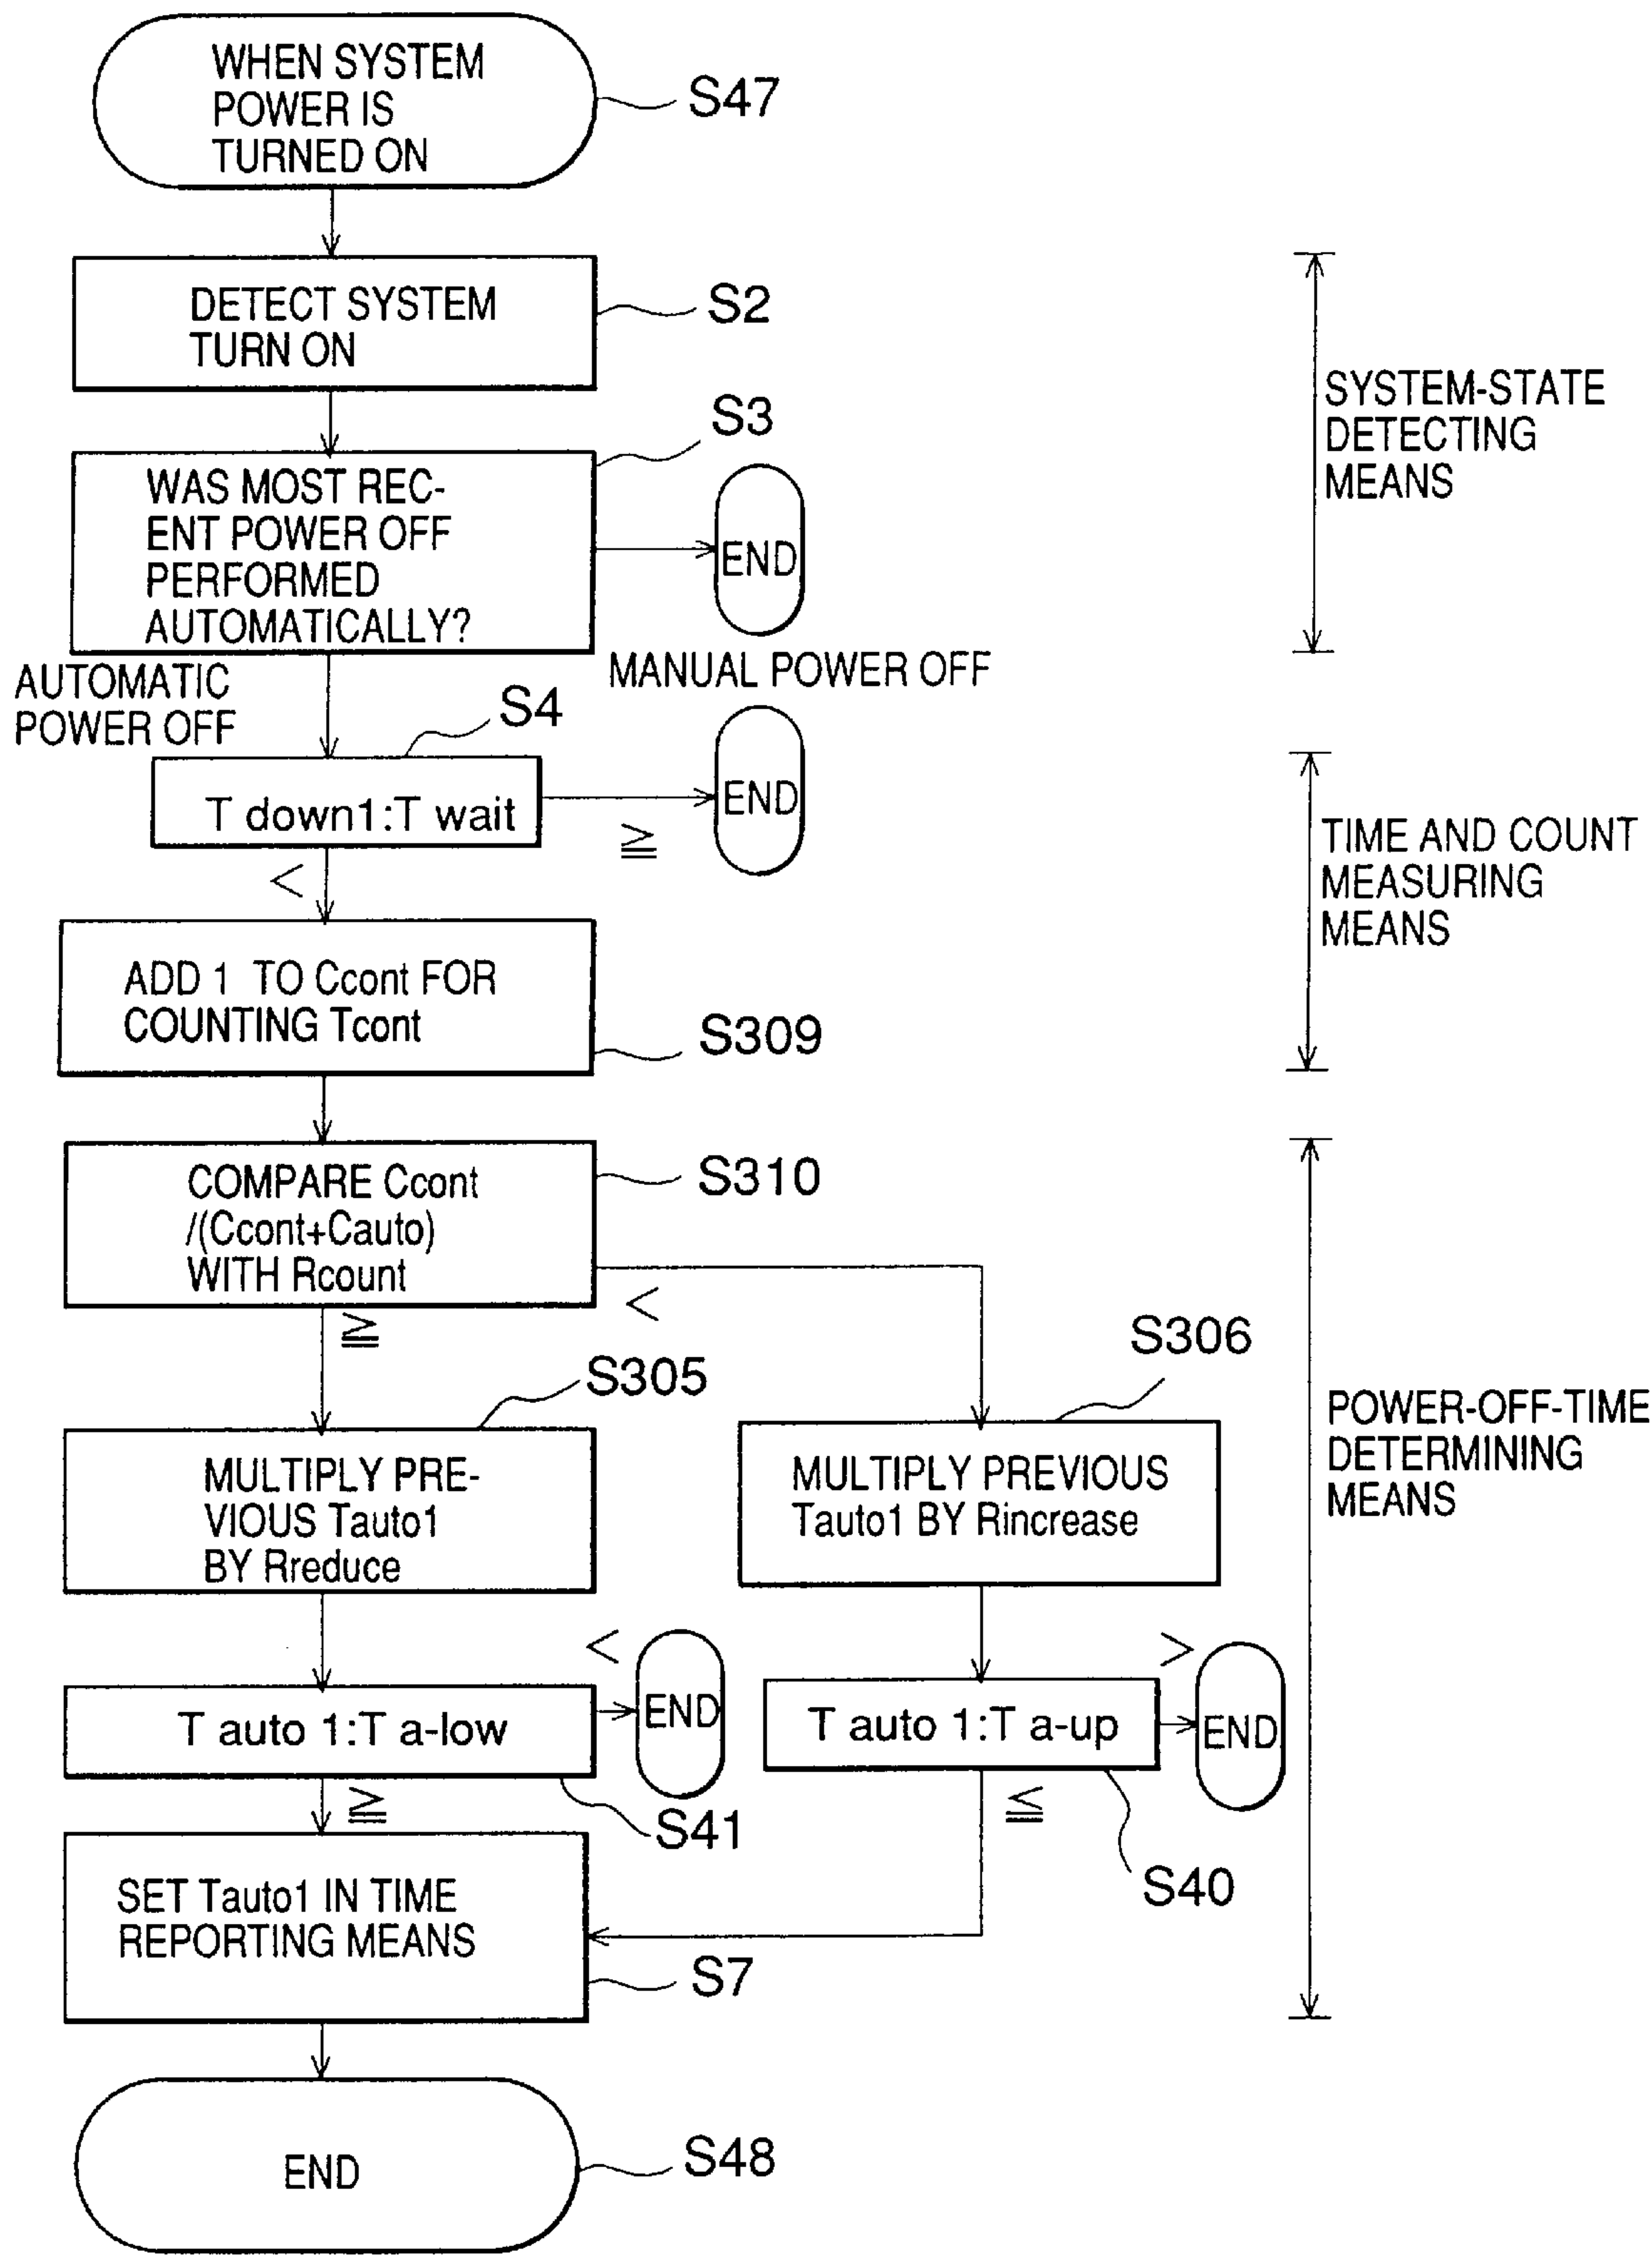 WHEN SYSTEM
POWER IS
TURNED ON
S47
DETECT SYSTEM
TURN ON
S2
SYSTEM-STATE
DETECTING
MEANS
S3
WAS MOST REC-
ENT POWER OFF
PERFORMED
AUTOMATICALLY?
END
MANUAL POWER OFF
AUTOMATIC
POWER OFF
S4
T down1:T wait
END
≧
<
TIME AND COUNT
MEASURING
MEANS
ADD 1 TO Ccont FOR
COUNTING Tcont
S309
COMPARE Ccont
/(Ccont+Cauto)
WITH Rcount
S310
<
≧
S305
S306
MULTIPLY PRE-
VIOUS Tauto1
BY Rreduce
MULTIPLY PREVIOUS
Tauto1 BY Rincrease
POWER-OFF-TIME
DETERMINING
MEANS
<
END
>
END
T auto 1:T a-low
T auto 1:T a-up
≧
S41
≦
S40
SET Tauto1 IN TIME
REPORTING MEANS
S7
END
S48